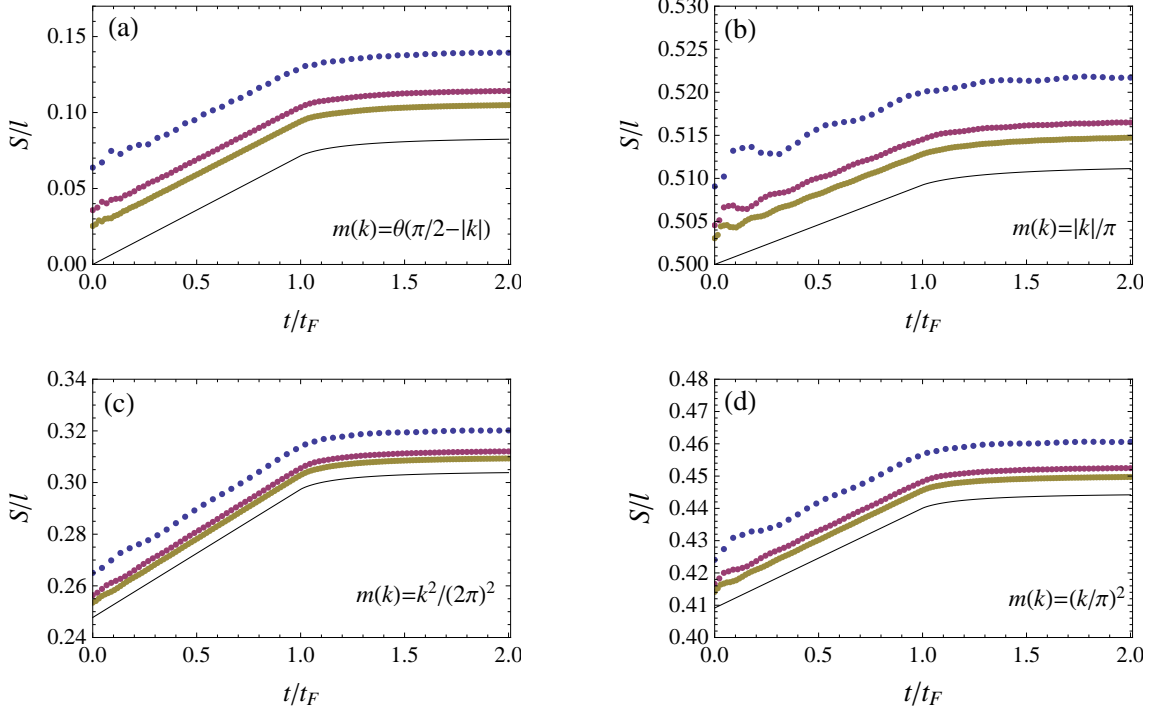 (a)
S/l
0.15
0.10
0.05
0.00
m(k)=θ(π/2−|k|)
0.0 0.5 1.0 1.5 2.0
t/t_F
(b)
S/l
0.530
0.525
0.520
0.515
0.510
0.505
0.500
m(k)=|k|/π
0.0 0.5 1.0 1.5 2.0
t/t_F
(c)
S/l
0.34
0.32
0.30
0.28
0.26
0.24
m(k)=k²/(2π)²
0.0 0.5 1.0 1.5 2.0
t/t_F
(d)
S/l
0.48
0.47
0.46
0.45
0.44
0.43
0.42
0.41
0.40
m(k)=(k/π)²
0.0 0.5 1.0 1.5 2.0
t/t_F